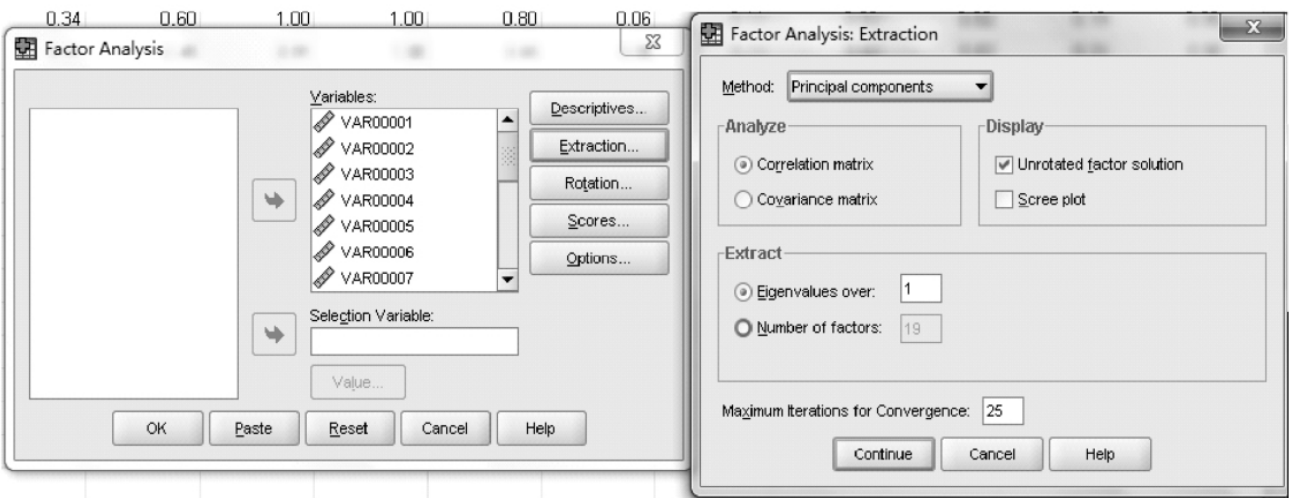 0.34 0.60 1.00 1.00 0.80 0.06
Factor Analysis
Variables:
VAR00001
VAR00002
VAR00003
VAR00004
VAR00005
VAR00006
VAR00007
Selection Variable:
Value...
Descriptives...
Extraction...
Rotation...
Scores...
Options...
OK Paste Reset Cancel Help
Factor Analysis: Extraction
Method: Principal components
Analyze
Correlation matrix
Covariance matrix
Display
Unrotated factor solution
Scree plot
Extract
Eigenvalues over: 1
Number of factors: 19
Maximum Iterations for Convergence: 25
Continue Cancel Help